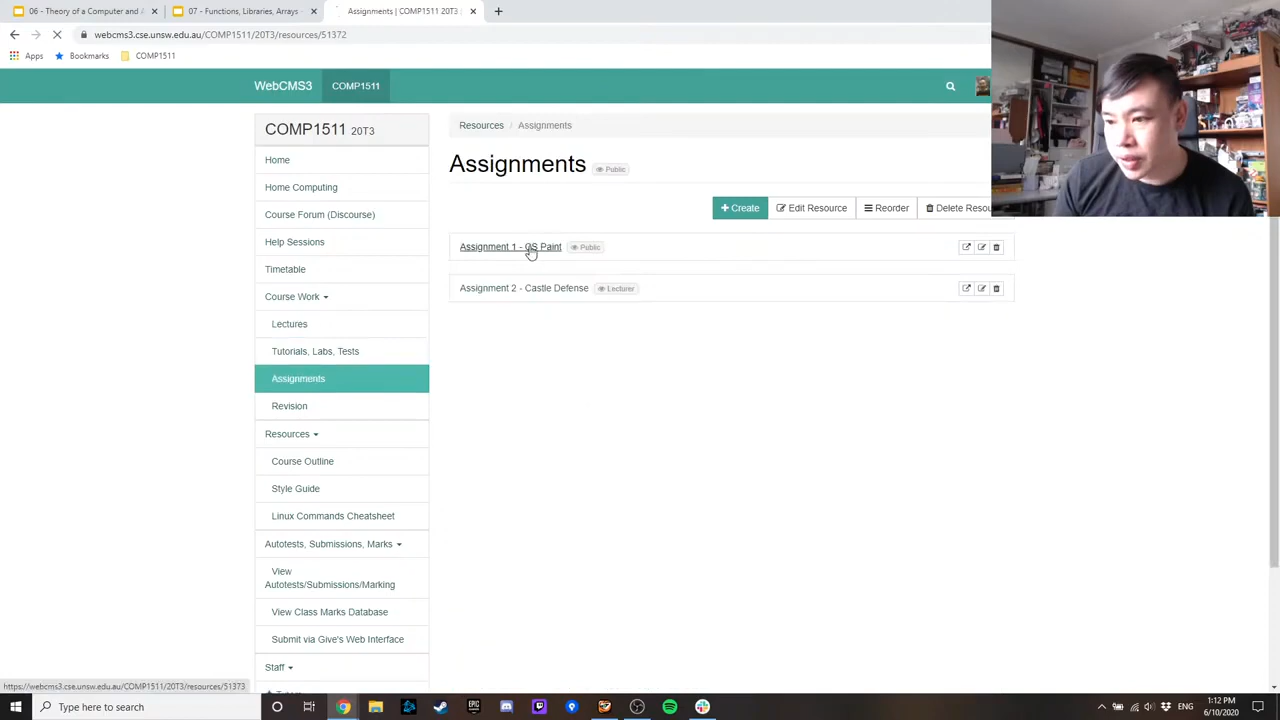 06 - Theory of a Computer and A
07 - Functions, Libraries, Arrays -
Assignments | COMP1511 20T3
webcms3.cse.unsw.edu.au/COMP1511/20T3/resources/51372
Apps
Bookmarks
COMP1511
WebCMS3
COMP1511
COMP1511 20T3
Home
Home Computing
Course Forum (Discourse)
Help Sessions
Timetable
Course Work
Lectures
Tutorials, Labs, Tests
Assignments
Revision
Resources
Course Outline
Style Guide
Linux Commands Cheatsheet
Autotests, Submissions, Marks
View
Autotests/Submissions/Marking
View Class Marks Database
Submit via Give's Web Interface
Staff
Resources / Assignments
Assignments Public
+ Create
Edit Resource
Reorder
Delete Resou
Assignment 1 - CS Paint Public
Assignment 2 - Castle Defense Lecturer
https://webcms3.cse.unsw.edu.au/COMP1511/20T3/resources/51373
Type here to search
1:12 PM
6/10/2020